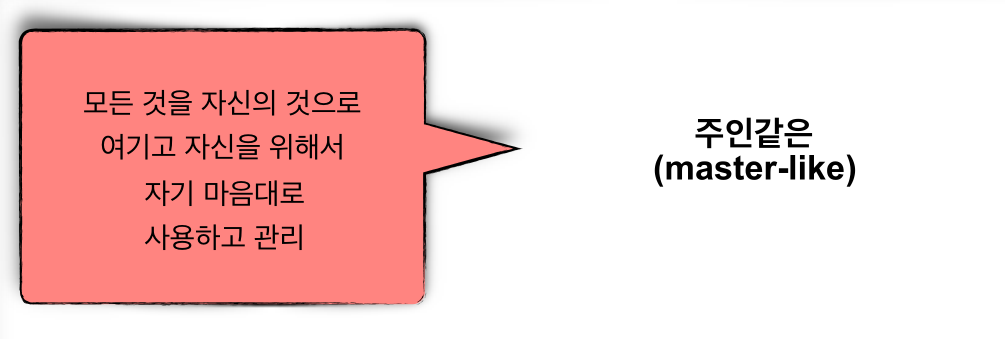 모든 것을 자신의 것으로
여기고 자신을 위해서
자기 마음대로
사용하고 관리
주인같은
(master-like)